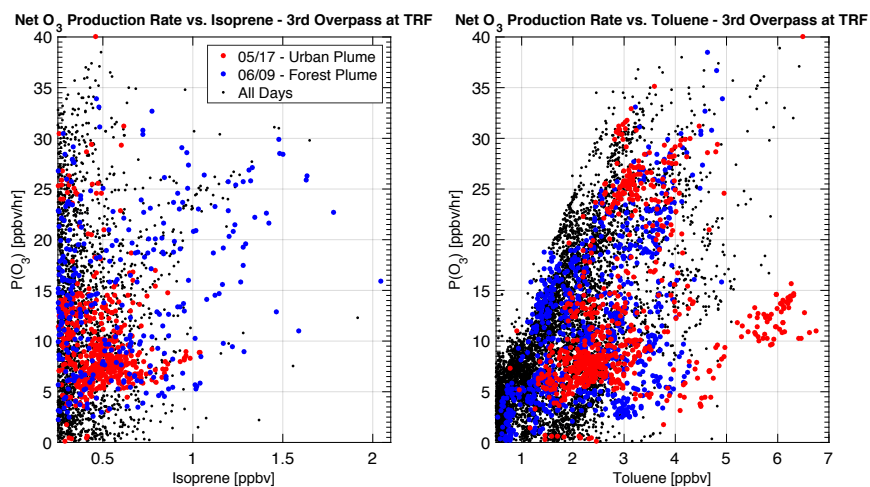 Net O3 Production Rate vs. Isoprene - 3rd Overpass at TRF
40
35
30
25
20
15
10
5
0
P(O3) [ppbv/hr]
05/17 - Urban Plume
06/09 - Forest Plume
All Days
0.5 1 1.5 2
Isoprene [ppbv]
Net O3 Production Rate vs. Toluene - 3rd Overpass at TRF
40
35
30
25
20
15
10
5
0
P(O3) [ppbv/hr]
1 2 3 4 5 6 7
Toluene [ppbv]